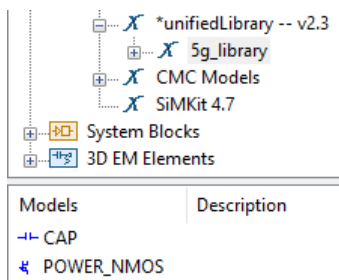 *unifiedLibrary -- v2.3
5g_library
CMC Models
SiMKit 4.7
System Blocks
3D EM Elements
Models Description
CAP
POWER_NMOS